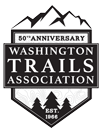 50TH ANNIVERSARY
WASHINGTON
TRAILS
ASSOCIATION
EST.
1966